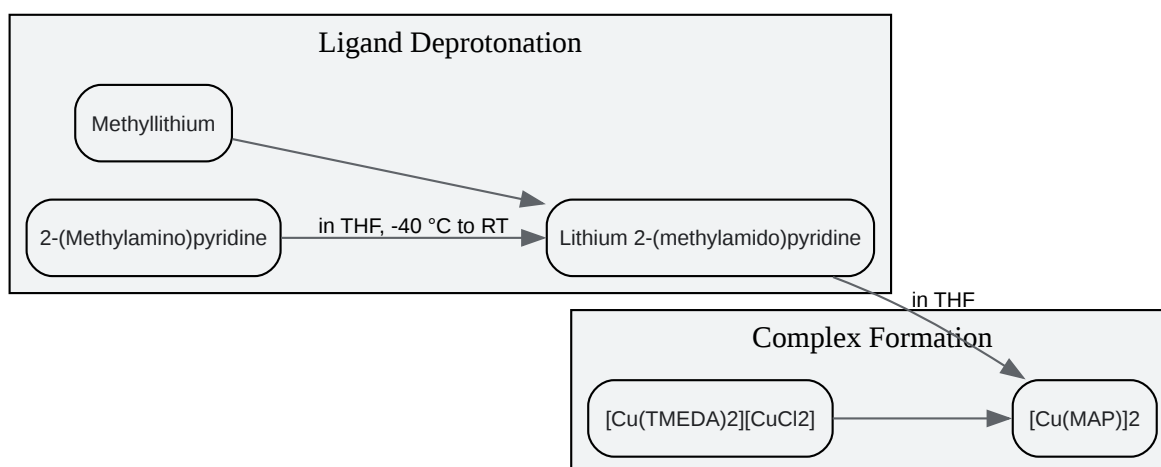 Ligand Deprotonation
Methyllithium
2-(Methylamino)pyridine
in THF, -40 °C to RT
Lithium 2-(methylamido)pyridine
in THF
Complex Formation
[Cu(TMEDA)2][CuCl2]
[Cu(MAP)]2